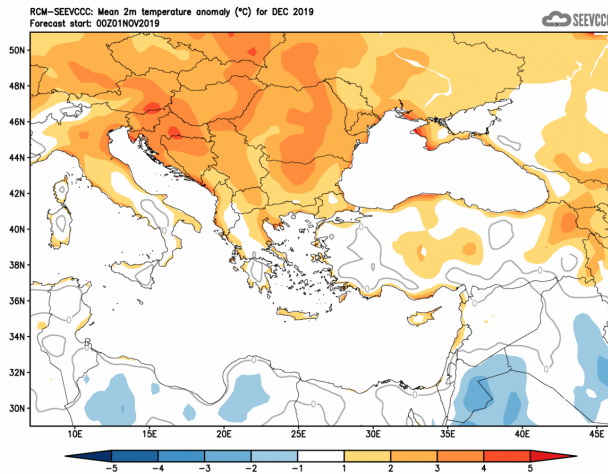 RCM-SEEVCCC: Mean 2m temperature anomaly (°C) for DEC 2019
Forecast start: 00Z01NOV2019
SEEVCCC
50N
48N
46N
44N
42N
40N
38N
36N
34N
32N
30N
10E 15E 20E 25E 30E 35E 40E 45E
-5 -4 -3 -2 -1 1 2 3 4 5